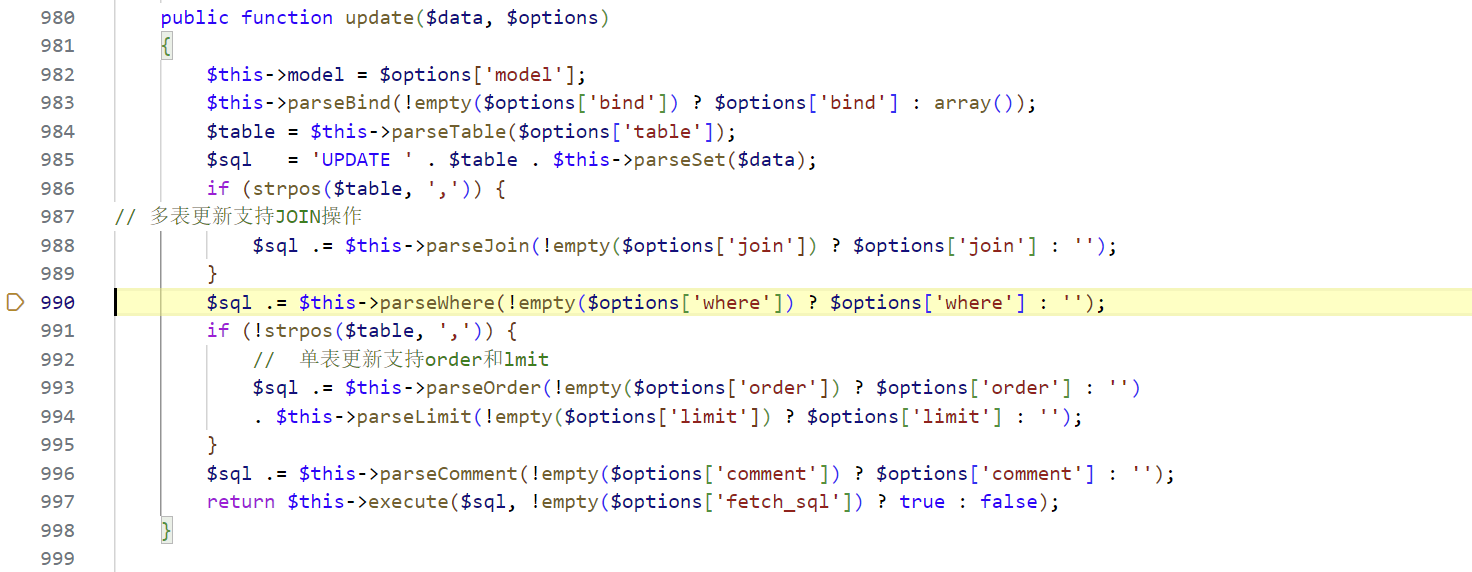 980 public function update($data, $options)
981 {
982 $this->model = $options['model'];
983 $this->parseBind(!empty($options['bind']) ? $options['bind'] : array());
984 $table = $this->parseTable($options['table']);
985 $sql   = 'UPDATE ' . $table . $this->parseSet($data);
986 if (strpos($table, ',')) {
987 // 多表更新支持JOIN操作
988 $sql .= $this->parseJoin(!empty($options['join']) ? $options['join'] : '');
989 }
990 $sql .= $this->parseWhere(!empty($options['where']) ? $options['where'] : '');
991 if (!strpos($table, ',')) {
992 //  单表更新支持order和lmit
993 $sql .= $this->parseOrder(!empty($options['order']) ? $options['order'] : '')
994 . $this->parseLimit(!empty($options['limit']) ? $options['limit'] : '');
995 }
996 $sql .= $this->parseComment(!empty($options['comment']) ? $options['comment'] : '');
997 return $this->execute($sql, !empty($options['fetch_sql']) ? true : false);
998 }
999